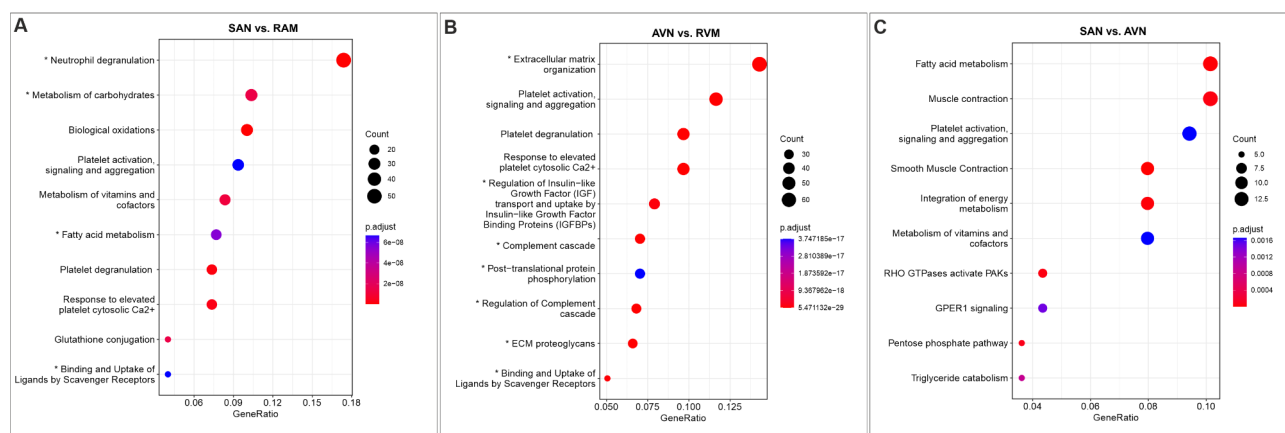 A
SAN vs. RAM
* Neutrophil degranulation
* Metabolism of carbohydrates
Biological oxidations
Platelet activation,
signaling and aggregation
Metabolism of vitamins and
cofactors
* Fatty acid metabolism
Platelet degranulation
Response to elevated
platelet cytosolic Ca2+
Glutathione conjugation
* Binding and Uptake of
Ligands by Scavenger Receptors
0.06 0.09 0.12 0.15 0.18
GeneRatio
Count
20
30
40
50
p.adjust
6e−08
4e−08
2e−08
B
AVN vs. RVM
* Extracellular matrix
organization
Platelet activation,
signaling and aggregation
Platelet degranulation
Response to elevated
platelet cytosolic Ca2+
* Regulation of Insulin−like
Growth Factor (IGF)
transport and uptake by
Insulin−like Growth Factor
Binding Proteins (IGFBPs)
* Complement cascade
* Post−translational protein
phosphorylation
* Regulation of Complement
cascade
* ECM proteoglycans
* Binding and Uptake of
Ligands by Scavenger Receptors
0.050 0.075 0.100 0.125
GeneRatio
Count
30
40
50
60
p.adjust
3.747185e−17
2.810389e−17
1.873592e−17
9.367962e−18
5.471132e−29
C
SAN vs. AVN
Fatty acid metabolism
Muscle contraction
Platelet activation,
signaling and aggregation
Smooth Muscle Contraction
Integration of energy
metabolism
Metabolism of vitamins and
cofactors
RHO GTPases activate PAKs
GPER1 signaling
Pentose phosphate pathway
Triglyceride catabolism
0.04 0.06 0.08 0.10
GeneRatio
Count
5.0
7.5
10.0
12.5
p.adjust
0.0016
0.0012
0.0008
0.0004